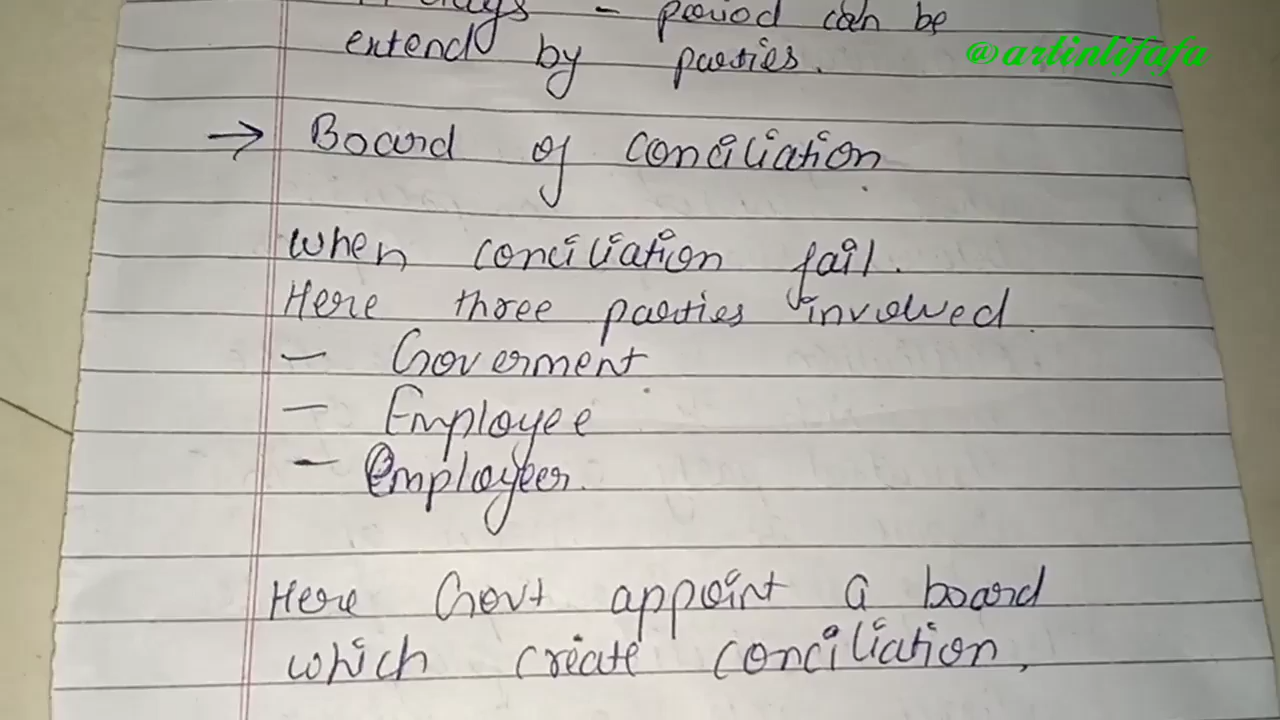 days - period can be
extend by parties.
@artinlifafa
→ Board of conciliation
When conciliation fail.
Here three parties involved.
- Goverment
- Employee
- Employeer.
Here Govt appoint a board
which create conciliation,